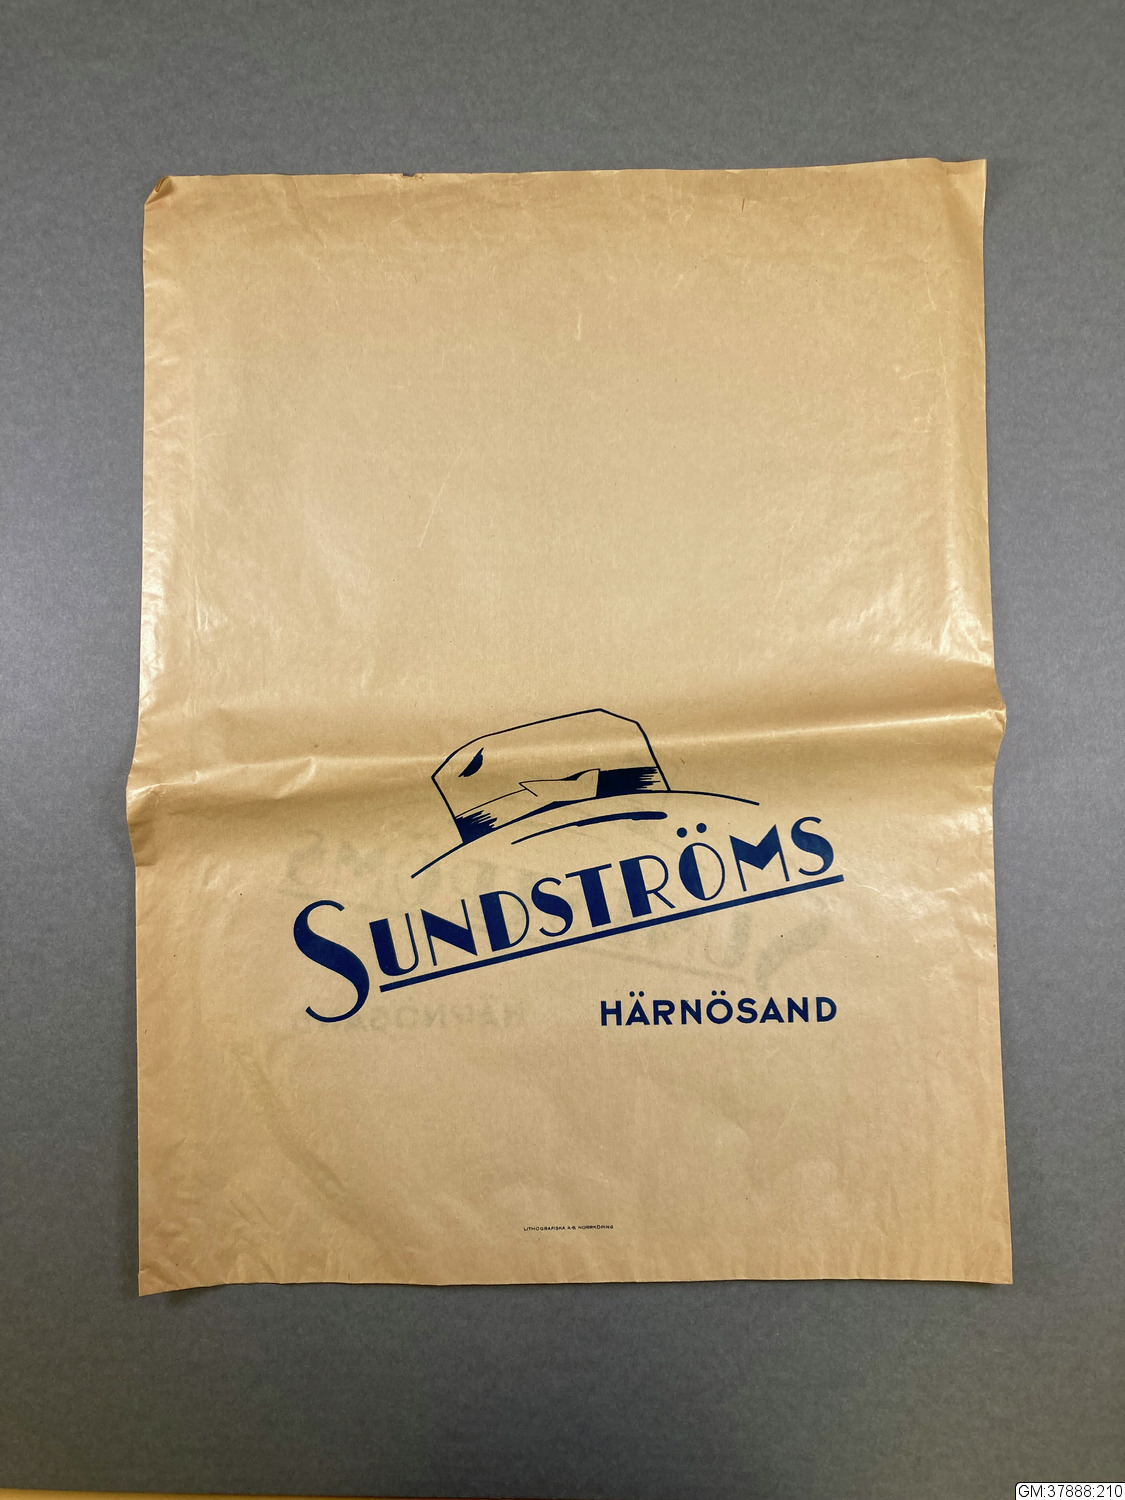 SUNDSTRÖMS
HÄRNÖSAND
LITHOGRAFISKA A-B. NORRKÖPING
GM:37888:210